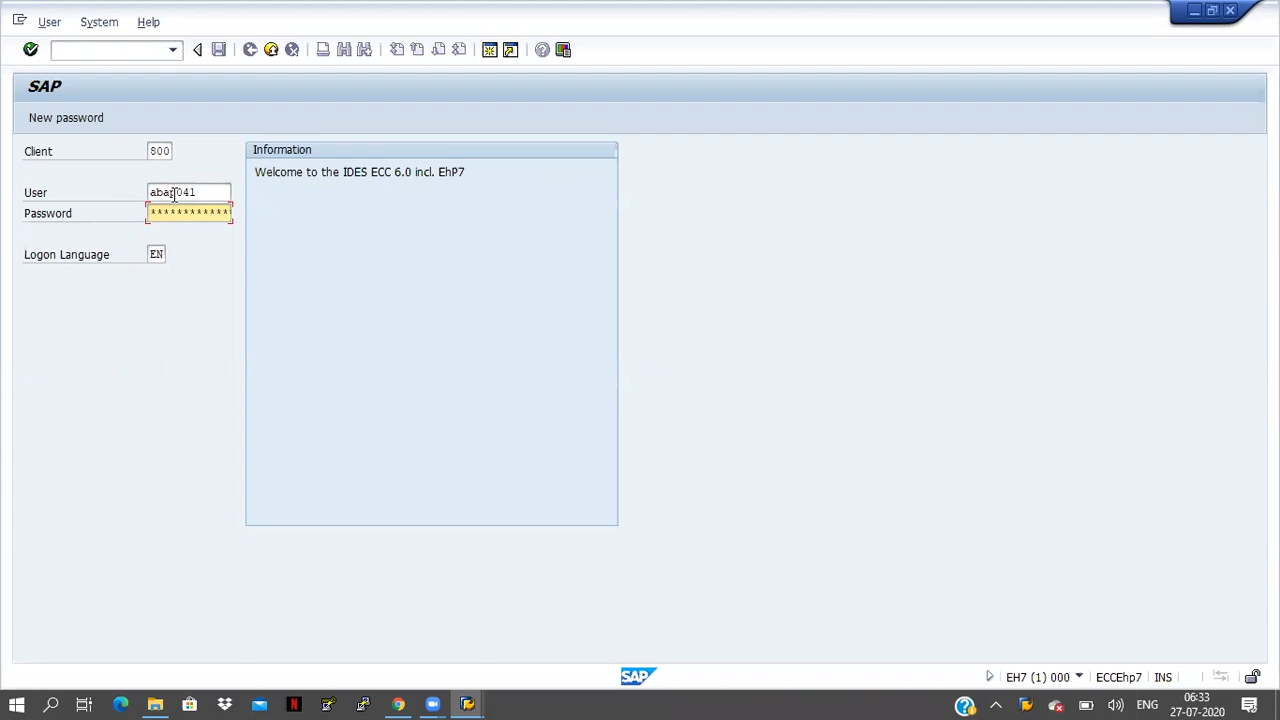 User System Help
SAP
New password
Client 800
Information
Welcome to the IDES ECC 6.0 incl. EhP7
User abap041
Password ************
Logon Language EN
SAP
EH7 (1) 000
ECCEhp7
INS
ENG
06:33
27-07-2020